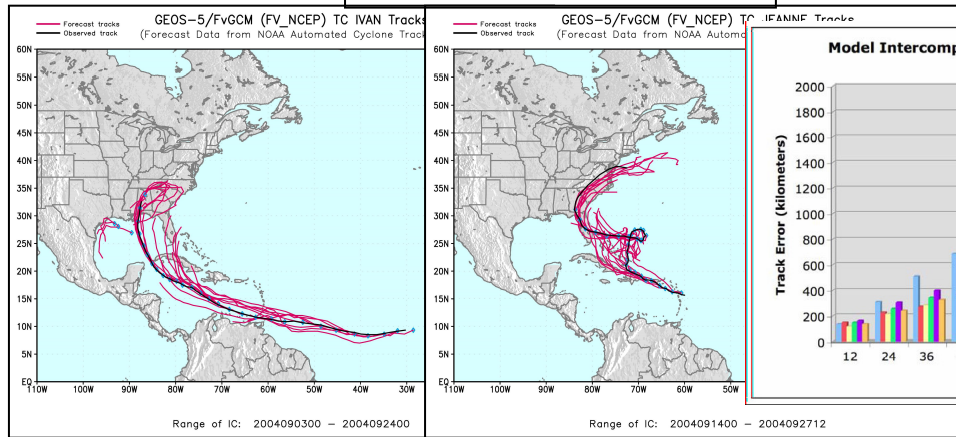 Forecast tracks
Observed track
GEOS-5/FvGCM (FV_NCEP) TC IVAN Tracks
(Forecast Data from NOAA Automated Cyclone Track
60N
55N
50N
45N
40N
35N
30N
25N
20N
15N
10N
5N
EQ
110W 100W 90W 80W 70W 60W 50W 40W 30W
Range of IC: 2004090300 – 2004092400
Forecast tracks
Observed track
GEOS-5/FvGCM (FV_NCEP) TC JEANNE Tracks
(Forecast Data from NOAA Autom
60N
55N
50N
45N
40N
35N
30N
25N
20N
15N
10N
5N
EQ
110W 100W 90W 80W 70W 60W 50W
Range of IC: 2004091400 – 2004092712
Model Intercomp
Track Error (kilometers)
2000
1800
1600
1400
1200
1000
800
600
400
200
0
12 24 36